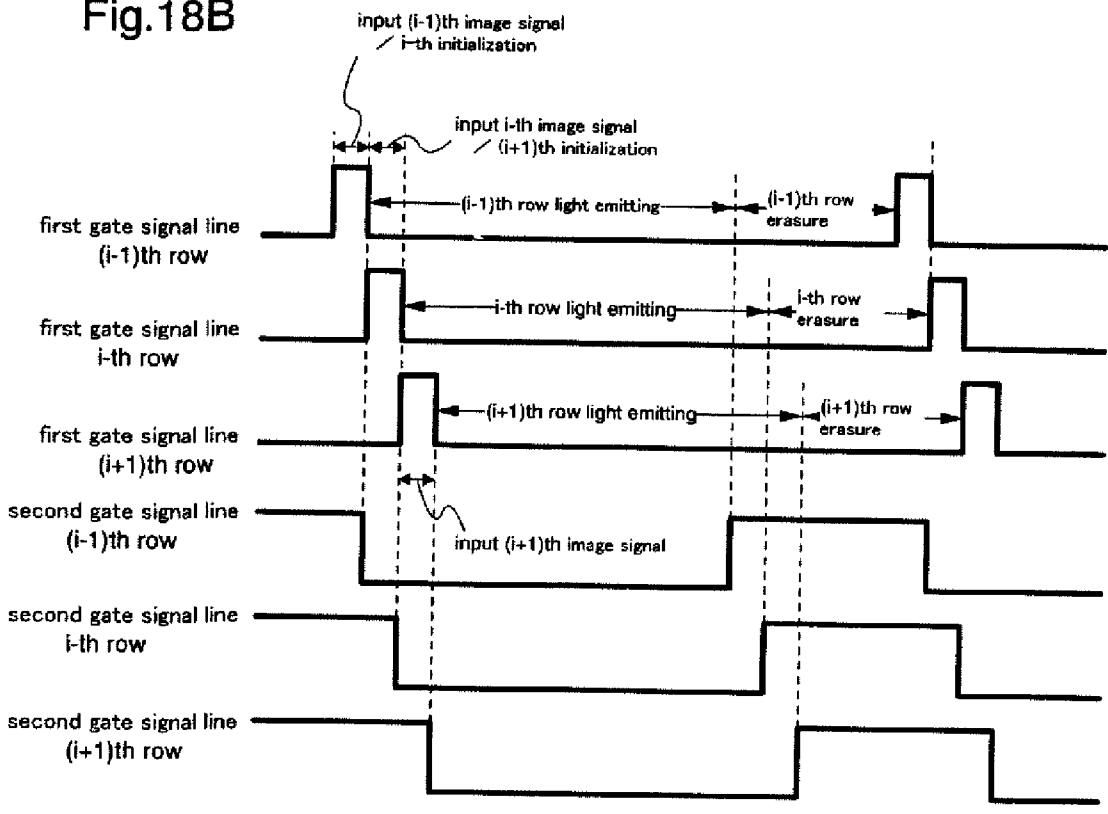 Fig.18B
input (i-1)th image signal
/ i-th initialization
input i-th image signal
/ (i+1)th initialization
(i-1)th row light emitting
(i-1)th row
erasure
first gate signal line
(i-1)th row
i-th row light emitting
i-th row
erasure
first gate signal line
i-th row
(i+1)th row light emitting
(i+1)th row
erasure
first gate signal line
(i+1)th row
second gate signal line
(i-1)th row
input (i+1)th image signal
second gate signal line
i-th row
second gate signal line
(i+1)th row